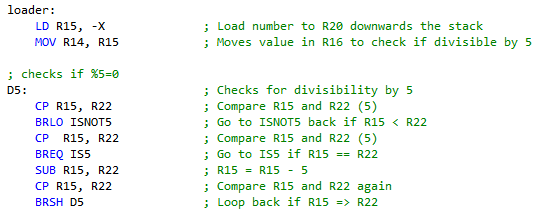 loader:
LD R15, -X ; Load number to R20 downwards the stack
MOV R14, R15 ; Moves value in R16 to check if divisible by 5
; checks if %5=0
D5: ; Checks for divisibility by 5
CP R15, R22 ; Compare R15 and R22 (5)
BRLO ISNOT5 ; Go to ISNOT5 back if R15 < R22
CP  R15, R22 ; Compare R15 and R22 (5)
BREQ IS5 ; Go to IS5 if R15 == R22
SUB R15, R22 ; R15 = R15 - 5
CP R15, R22 ; Compare R15 and R22 again
BRSH D5 ; Loop back if R15 => R22